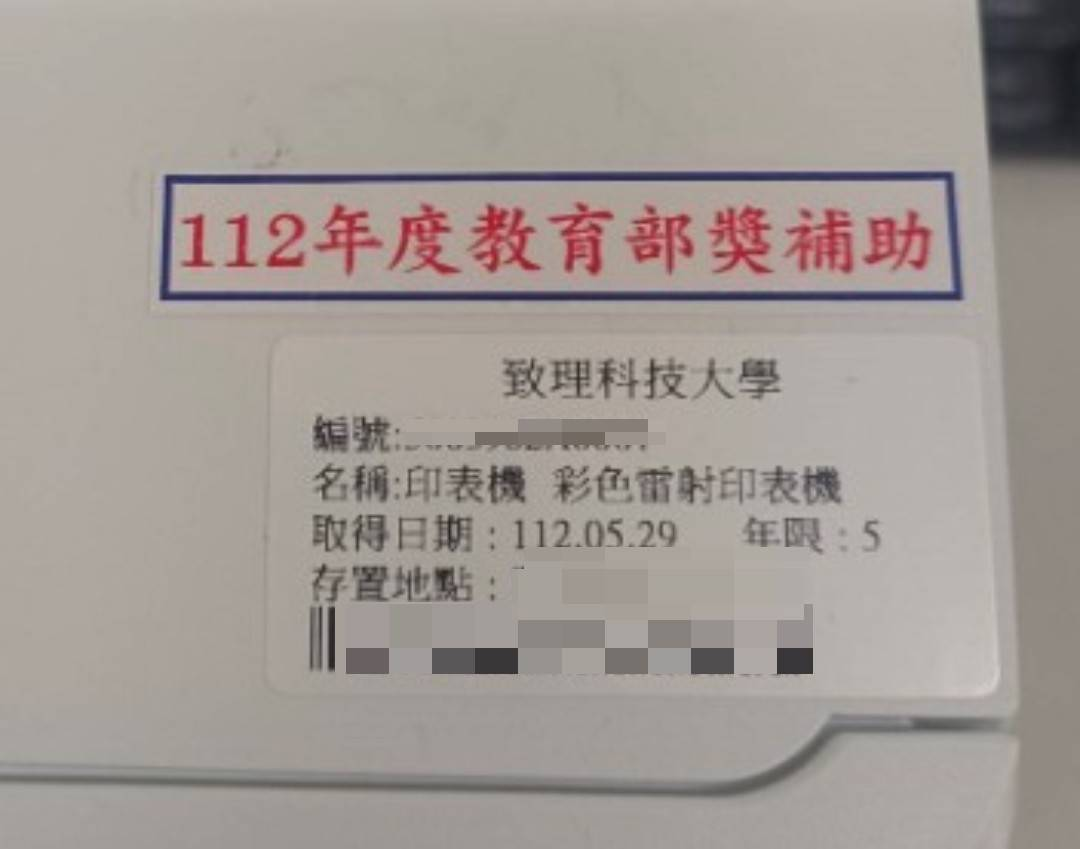 112年度教育部獎補助
致理科技大學
編號:
名稱:印表機 彩色雷射印表機
取得日期：112.05.29 年限：5
存置地點：